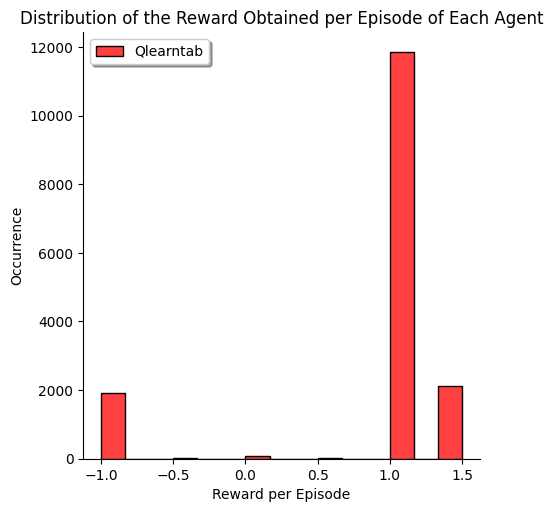 Distribution of the Reward Obtained per Episode of Each Agent
Qlearntab
12000
10000
8000
6000
4000
2000
0
Occurrence
−1.0 −0.5 0.0 0.5 1.0 1.5
Reward per Episode